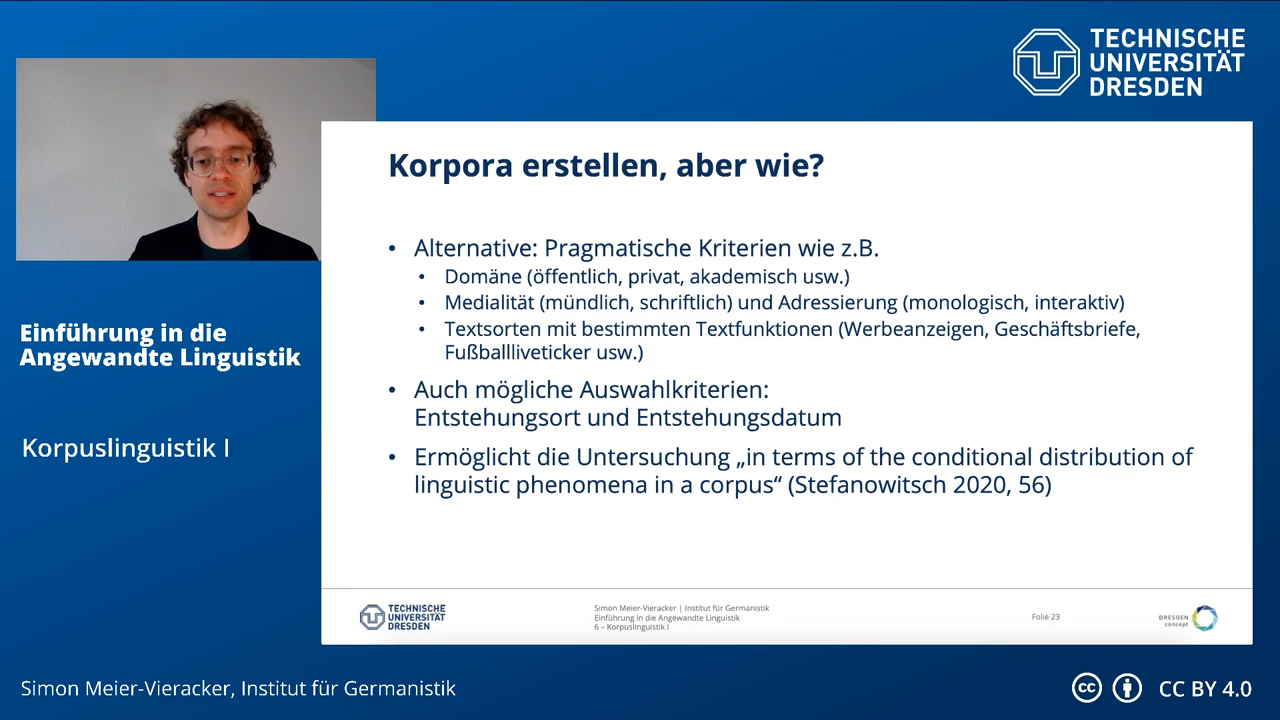 TECHNISCHE
UNIVERSITÄT
DRESDEN
Korpora erstellen, aber wie?
• Alternative: Pragmatische Kriterien wie z.B.
• Domäne (öffentlich, privat, akademisch usw.)
• Medialität (mündlich, schriftlich) und Adressierung (monologisch, interaktiv)
• Textsorten mit bestimmten Textfunktionen (Werbeanzeigen, Geschäftsbriefe,
Fußballliveticker usw.)
• Auch mögliche Auswahlkriterien:
Entstehungsort und Entstehungsdatum
• Ermöglicht die Untersuchung „in terms of the conditional distribution of
linguistic phenomena in a corpus“ (Stefanowitsch 2020, 56)
TECHNISCHE
UNIVERSITÄT
DRESDEN
Simon Meier-Vieracker | Institut für Germanistik
Einführung in die Angewandte Linguistik
6 – Korpuslinguistik I
Folie 23
DRESDEN
concept
Einführung in die
Angewandte Linguistik
Korpuslinguistik I
Simon Meier-Vieracker, Institut für Germanistik
cc
CC BY 4.0